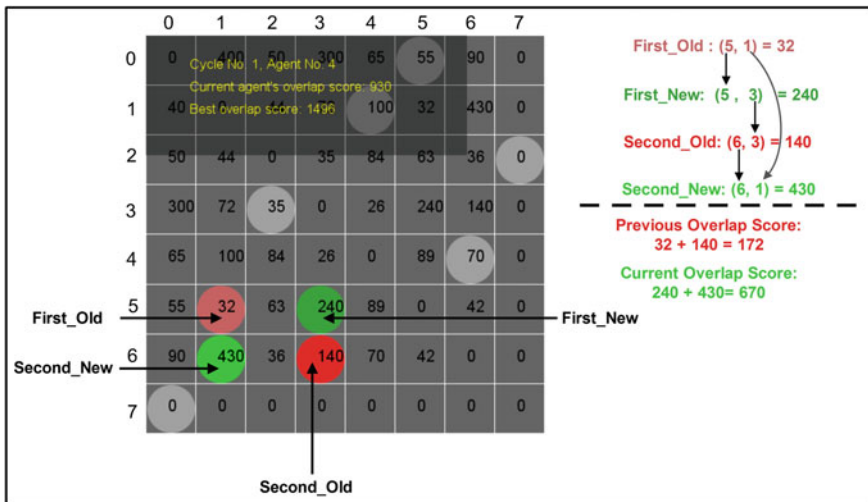 0 1 2 3 4 5 6 7
0 0 400 50 300 65 55 90 0
Cycle No. 1, Agent No. 4
Current agent's overlap score: 930
1 40 0 44 100 32 430 0
Best overlap score: 1496
2 50 44 0 35 84 63 36 0
3 300 72 35 0 26 240 140 0
4 65 100 84 26 0 89 70 0
5 55 32 63 240 89 0 42 0
6 90 430 36 140 70 42 0 0
7 0 0 0 0 0 0 0 0
First_Old
Second_New
First_New
Second_Old
First_Old : (5, 1) = 32
First_New: (5 , 3) = 240
Second_Old: (6, 3) = 140
Second_New: (6, 1) = 430
Previous Overlap Score:
32 + 140 = 172
Current Overlap Score:
240 + 430= 670